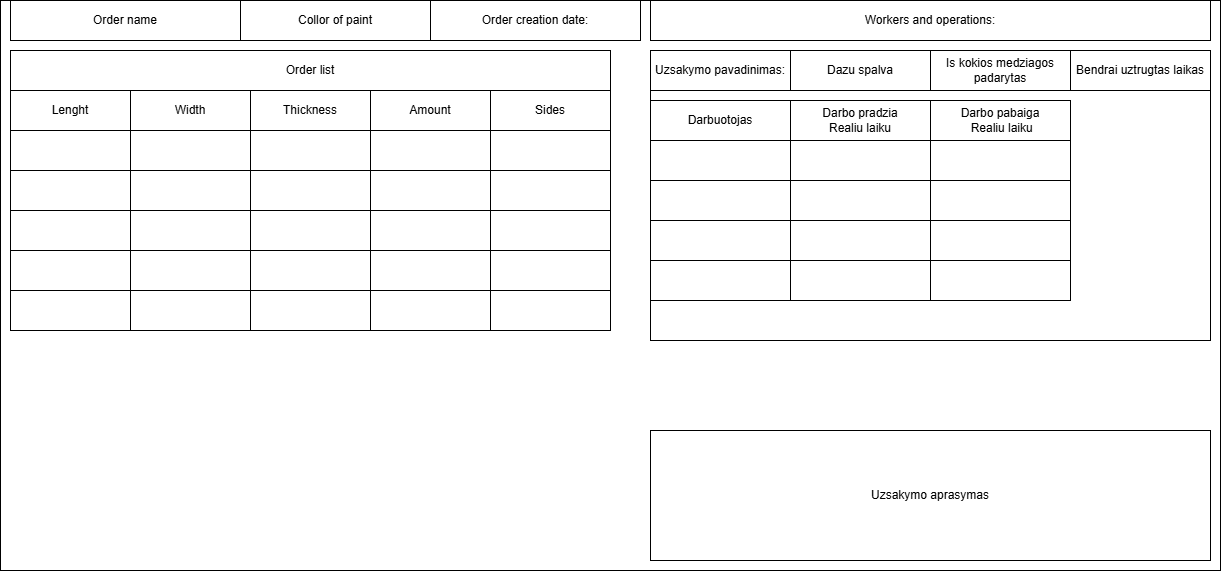 Order name
Collor of paint
Order creation date:
Workers and operations:
Order list
Lenght
Width
Thickness
Amount
Sides
Uzsakymo pavadinimas:
Dazu spalva
Is kokios medziagos
padarytas
Bendrai uztrugtas laikas
Darbuotojas
Darbo pradzia
Realiu laiku
Darbo pabaiga
Realiu laiku
Uzsakymo aprasymas